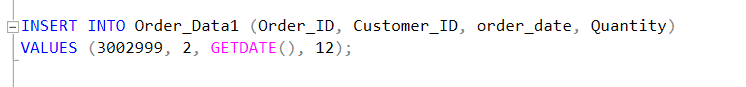 INSERT INTO Order_Data1 (Order_ID, Customer_ID, order_date, Quantity)
VALUES (3002999, 2, GETDATE(), 12);